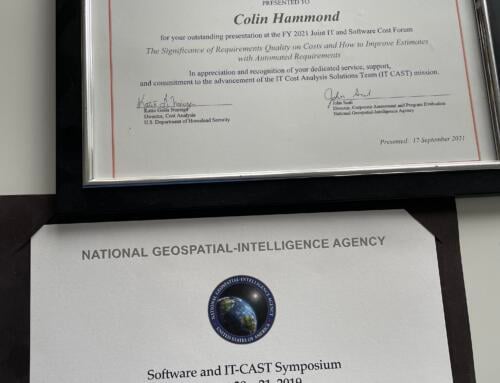 PRESENTED TO
Colin Hammond
for your outstanding presentation at the FY 2021 Joint IT and Software Cost Forum
The Significance of Requirements Quality on Costs and How to Improve Estimates
with Automated Requirements
In appreciation and recognition of your dedicated service, support,
and commitment to the advancement of the IT Cost Analysis Solutions Team (IT CAST) mission.
Director, Cost Analysis
U.S. Department of Homeland Security
Director, Corporate Assessment and Program Evaluation
National Geospatial-Intelligence Agency
Presented: 17 September 2021
NATIONAL GEOSPATIAL-INTELLIGENCE AGENCY
NATIONAL GEOSPATIAL-INTELLIGENCE AGENCY
UNITED STATES OF AMERICA
Software and IT-CAST Symposium
2019